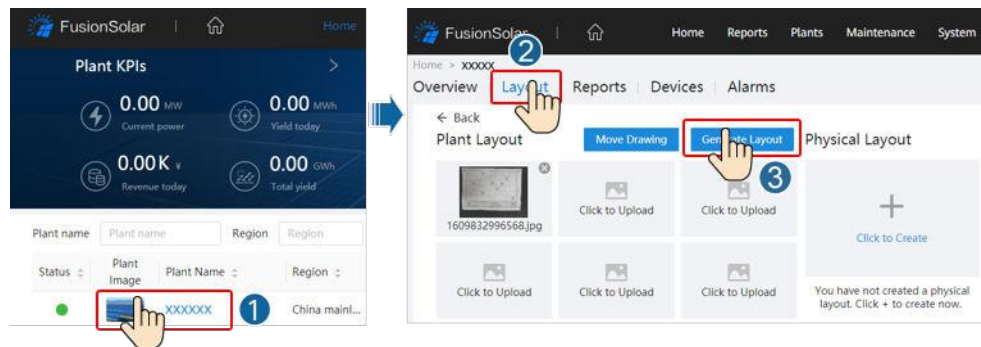 FusionSolar
Home
Plant KPIs
>
0.00 MW
Current power
0.00 MWh
Yield today
0.00K ¥
Revenue today
0.00 GWh
Total yield
Plant name
Plant name
Region
Region
Status
Plant Image
Plant Name
Region
XXXXXX
1
China mainl...
FusionSolar
Home
Reports
Plants
Maintenance
System
2
Home > XXXXX
Overview
Layout
Reports
Devices
Alarms
← Back
Plant Layout
Move Drawing
Generate Layout
Physical Layout
3
1609832996568.jpg
Click to Upload
Click to Upload
Click to Create
Click to Upload
Click to Upload
Click to Upload
You have not created a physical
layout. Click + to create now.